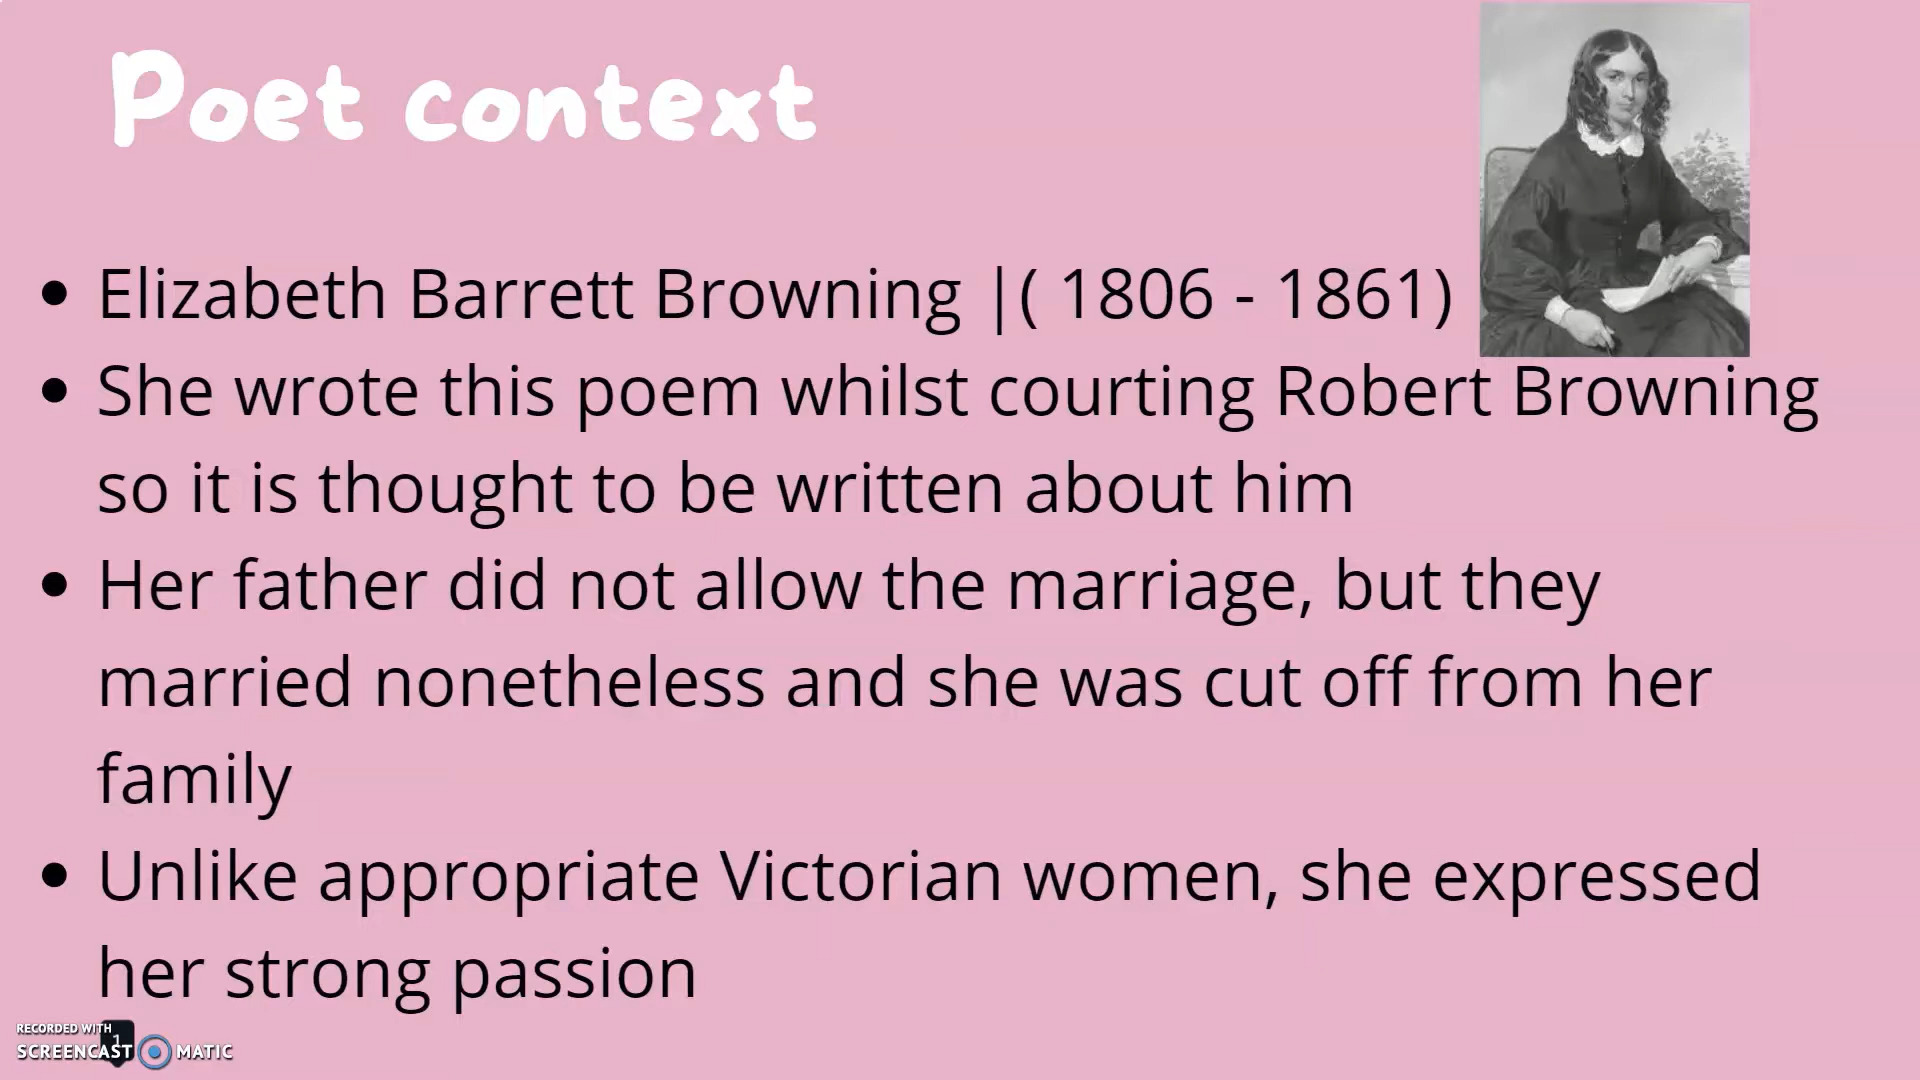 Poet context
• Elizabeth Barrett Browning |( 1806 - 1861)
• She wrote this poem whilst courting Robert Browning
so it is thought to be written about him
• Her father did not allow the marriage, but they
married nonetheless and she was cut off from her
family
• Unlike appropriate Victorian women, she expressed
her strong passion
RECORDED WITH
1
SCREENCAST MATIC